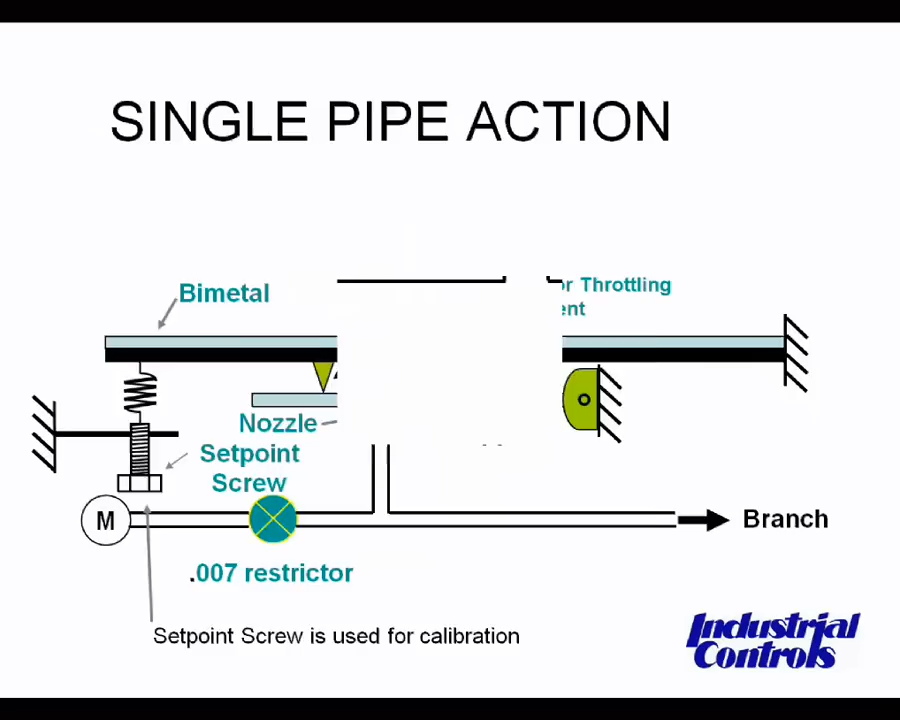 SINGLE PIPE ACTION
Bimetal
Throttling
Nozzle
Setpoint
Screw
M
Branch
.007 restrictor
Setpoint Screw is used for calibration
Industrial
Controls